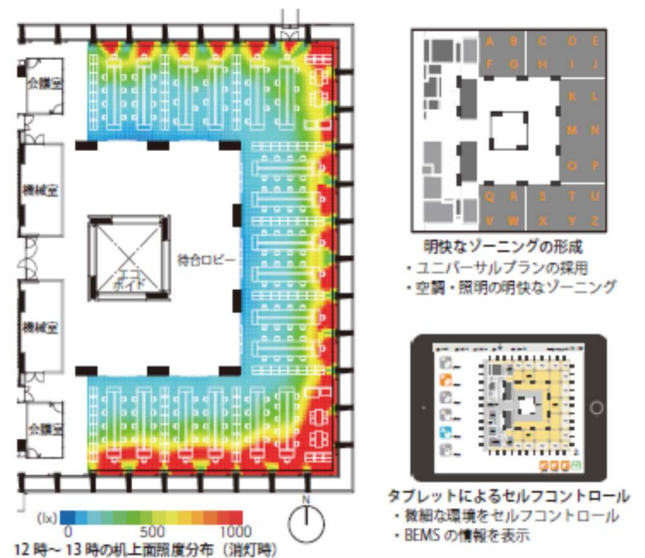 会議室
機械室
エコ
ボイド
待合ロビー
機械室
会議室
N
(lx)
0 500 1000
12時~13時の机上面照度分布(消灯時)
A B C D E
F G H I J
K L
M N
O P
Q R S T U
V W X Y Z
明快なゾーニングの形成
・ユニバーサルプランの採用
・空調・照明の明快なゾーニング
タブレットによるセルフコントロール
・微細な環境をセルフコントロール
・BEMSの情報を表示